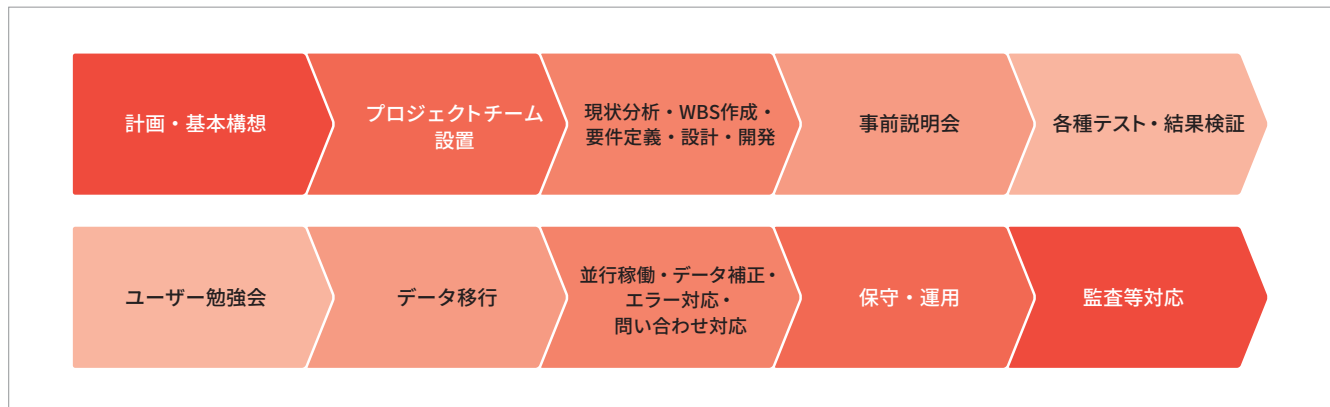 計画・基本構想
プロジェクトチーム
設置
現状分析・WBS作成・
要件定義・設計・開発
事前説明会
各種テスト・結果検証
ユーザー勉強会
データ移行
並行稼働・データ補正・
エラー対応・
問い合わせ対応
保守・運用
監査等対応